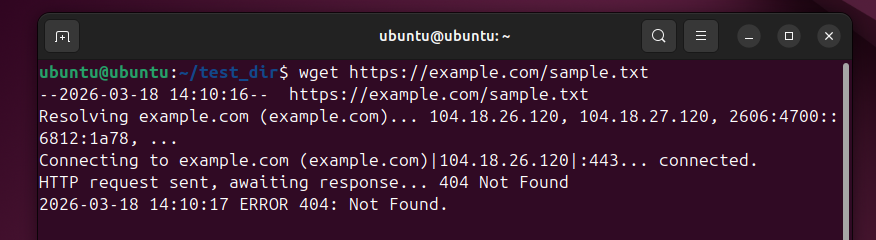 ubuntu@ubuntu: ~
ubuntu@ubuntu:~/test_dir$ wget https://example.com/sample.txt
--2026-03-18 14:10:16--  https://example.com/sample.txt
Resolving example.com (example.com)... 104.18.26.120, 104.18.27.120, 2606:4700::
6812:1a78, ...
Connecting to example.com (example.com)|104.18.26.120|:443... connected.
HTTP request sent, awaiting response... 404 Not Found
2026-03-18 14:10:17 ERROR 404: Not Found.